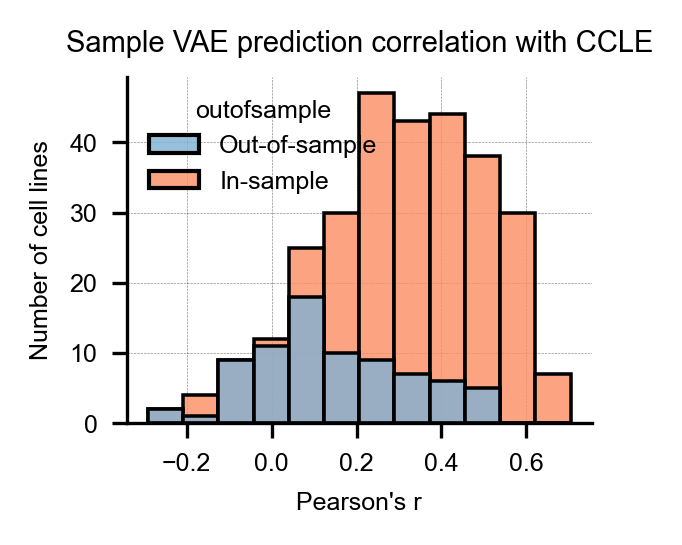 Sample VAE prediction correlation with CCLE
outofsample
Out-of-sample
In-sample
Number of cell lines
40
30
20
10
0
−0.2 0.0 0.2 0.4 0.6
Pearson's r